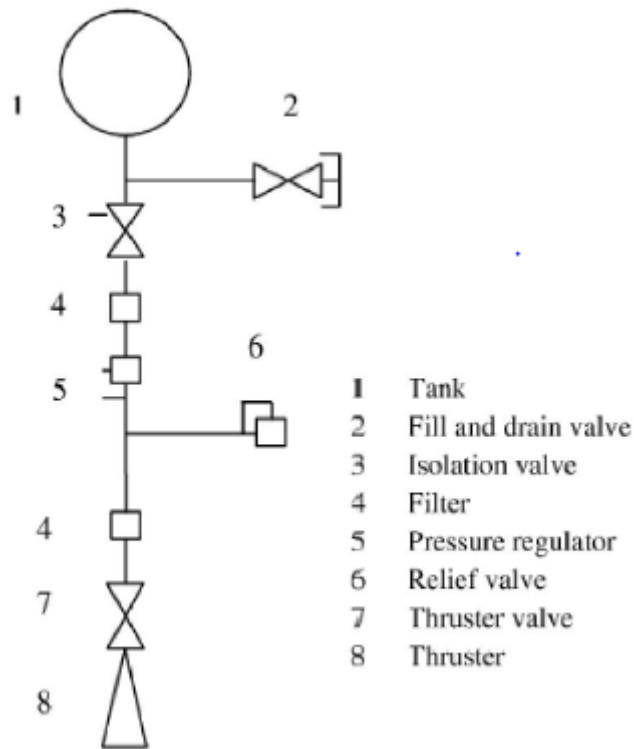 1
2
3
4
6
5
4
7
8
1 Tank
2 Fill and drain valve
3 Isolation valve
4 Filter
5 Pressure regulator
6 Relief valve
7 Thruster valve
8 Thruster